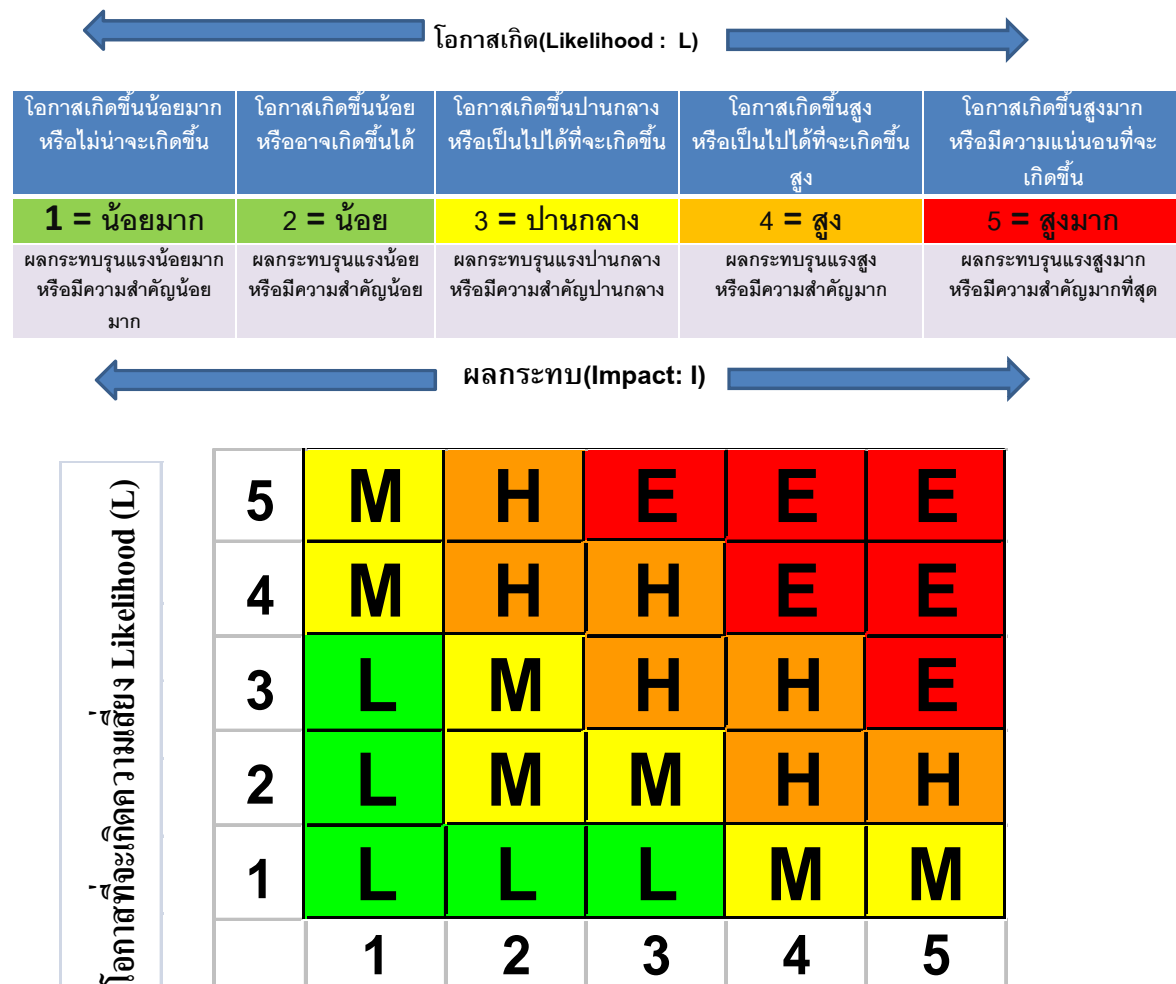 โอกาสเกิด(Likelihood : L)
โอกาสเกิดขึ้นน้อยมาก
หรือไม่น่าจะเกิดขึ้น
โอกาสเกิดขึ้นน้อย
หรืออาจเกิดขึ้นได้
โอกาสเกิดขึ้นปานกลาง
หรือเป็นไปได้ที่จะเกิดขึ้น
โอกาสเกิดขึ้นสูง
หรือเป็นไปได้ที่จะเกิดขึ้น
สูง
โอกาสเกิดขึ้นสูงมาก
หรือมีความแน่นอนที่จะ
เกิดขึ้น
1 = น้อยมาก
2 = น้อย
3 = ปานกลาง
4 = สูง
5 = สูงมาก
ผลกระทบรุนแรงน้อยมาก
หรือมีความสำคัญน้อย
มาก
ผลกระทบรุนแรงน้อย
หรือมีความสำคัญน้อย
ผลกระทบรุนแรงปานกลาง
หรือมีความสำคัญปานกลาง
ผลกระทบรุนแรงสูง
หรือมีความสำคัญมาก
ผลกระทบรุนแรงสูงมาก
หรือมีความสำคัญมากที่สุด
ผลกระทบ(Impact: I)
โอกาสที่จะเกิดความเสี่ยง Likelihood (L)
5 M H E E E
4 M H H E E
3 L M H H E
2 L M M H H
1 L L L M M
1 2 3 4 5